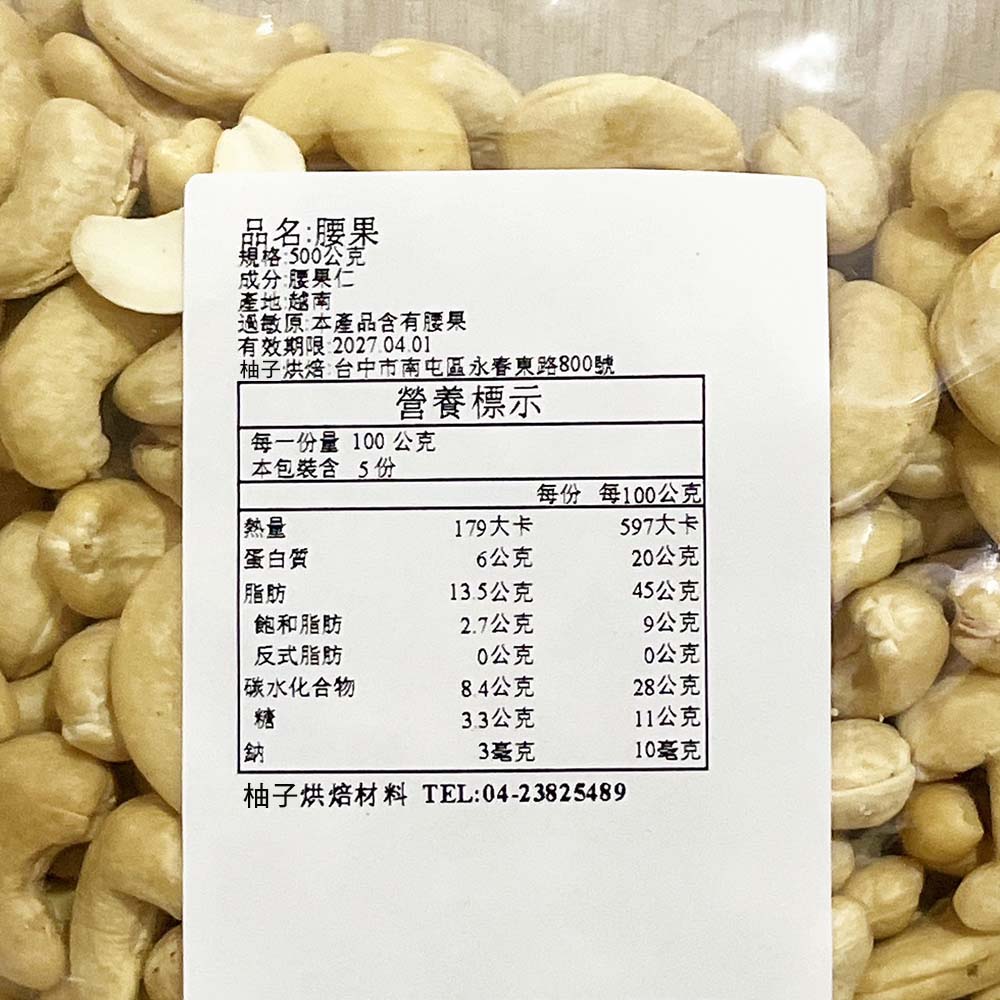 品名:腰果
規格:500公克
成分:腰果仁
產地:越南
過敏原:本產品含有腰果
有效期限:2027.04.01
柚子烘焙:台中市南屯區永春東路800號
營養標示
每一份量 100 公克
本包裝含 5 份
每份 每100公克
熱量 179大卡 597大卡
蛋白質 6公克 20公克
脂肪 13.5公克 45公克
飽和脂肪 2.7公克 9公克
反式脂肪 0公克 0公克
碳水化合物 8.4公克 28公克
糖 3.3公克 11公克
鈉 3毫克 10毫克
柚子烘焙材料 TEL:04-23825489